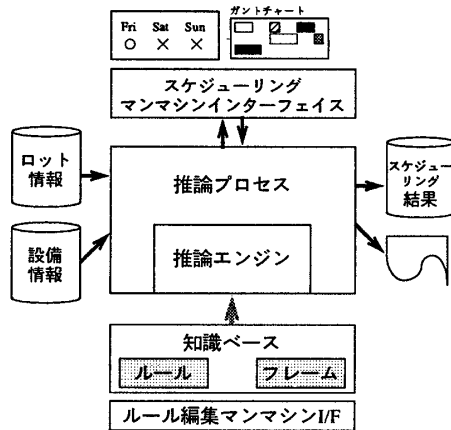 Fri Sat Sun
○ × ×
ガントチャート
スケジューリング
マンマシンインターフェイス
ロット
情報
設備
情報
推論プロセス
推論エンジン
スケジュー
リング
結果
知識ベース
ルール
フレーム
ルール編集マンマシンI/F